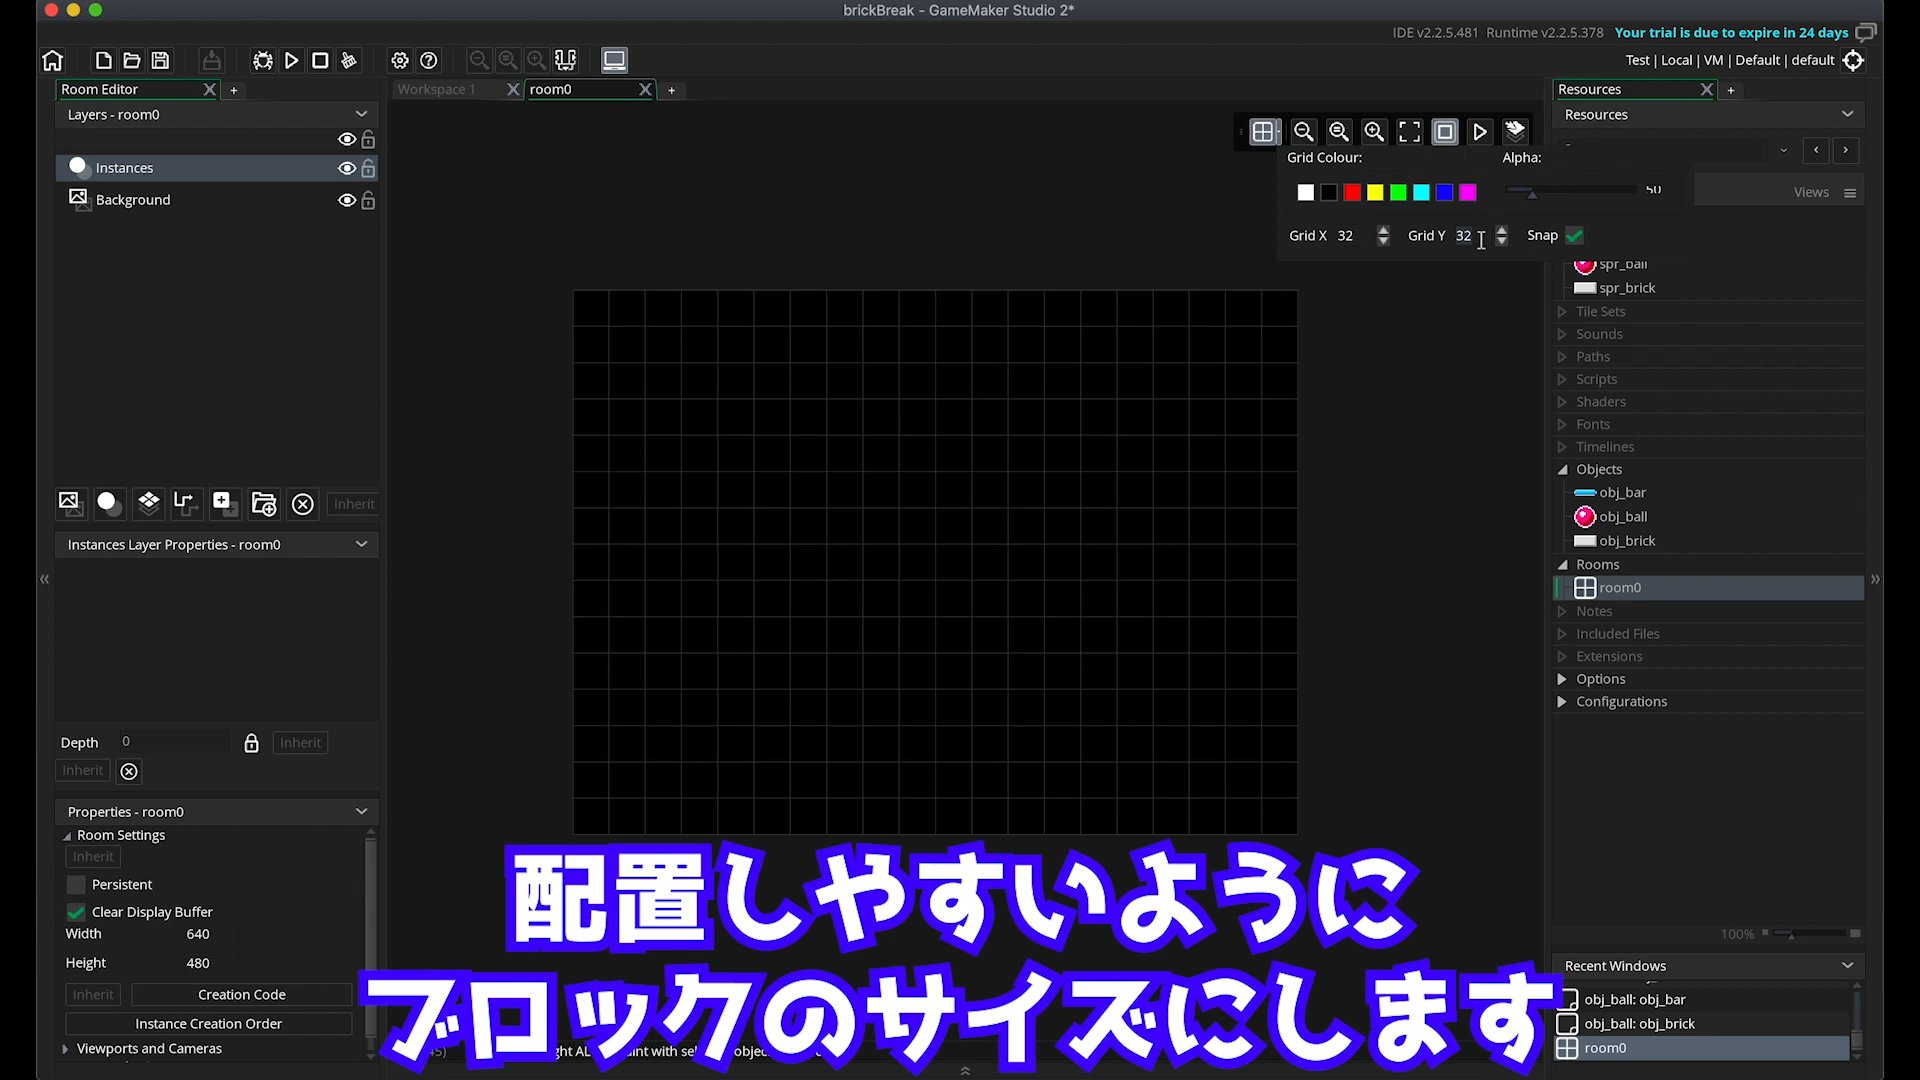 brickBreak - GameMaker Studio 2*
IDE v2.2.5.481 Runtime v2.2.5.378 Your trial is due to expire in 24 days
Test | Local | VM | Default | default
Room Editor
Workspace 1
room0
Resources
Layers - room0
Resources
Instances
Background
Grid Colour:
Alpha:
50
Grid X 32
Grid Y 32
Snap
Views
spr_ball
spr_brick
Tile Sets
Sounds
Paths
Scripts
Shaders
Fonts
Timelines
Objects
obj_bar
obj_ball
obj_brick
Rooms
room0
Notes
Included Files
Extensions
Options
Configurations
Inherit
Instances Layer Properties - room0
Depth 0
Inherit
Inherit
Properties - room0
Room Settings
Inherit
Persistent
Clear Display Buffer
Width 640
Height 480
Inherit
Creation Code
Instance Creation Order
Viewports and Cameras
100%
Recent Windows
obj_ball: obj_bar
obj_ball: obj_brick
room0
配置しやすいように
ブロックのサイズにします